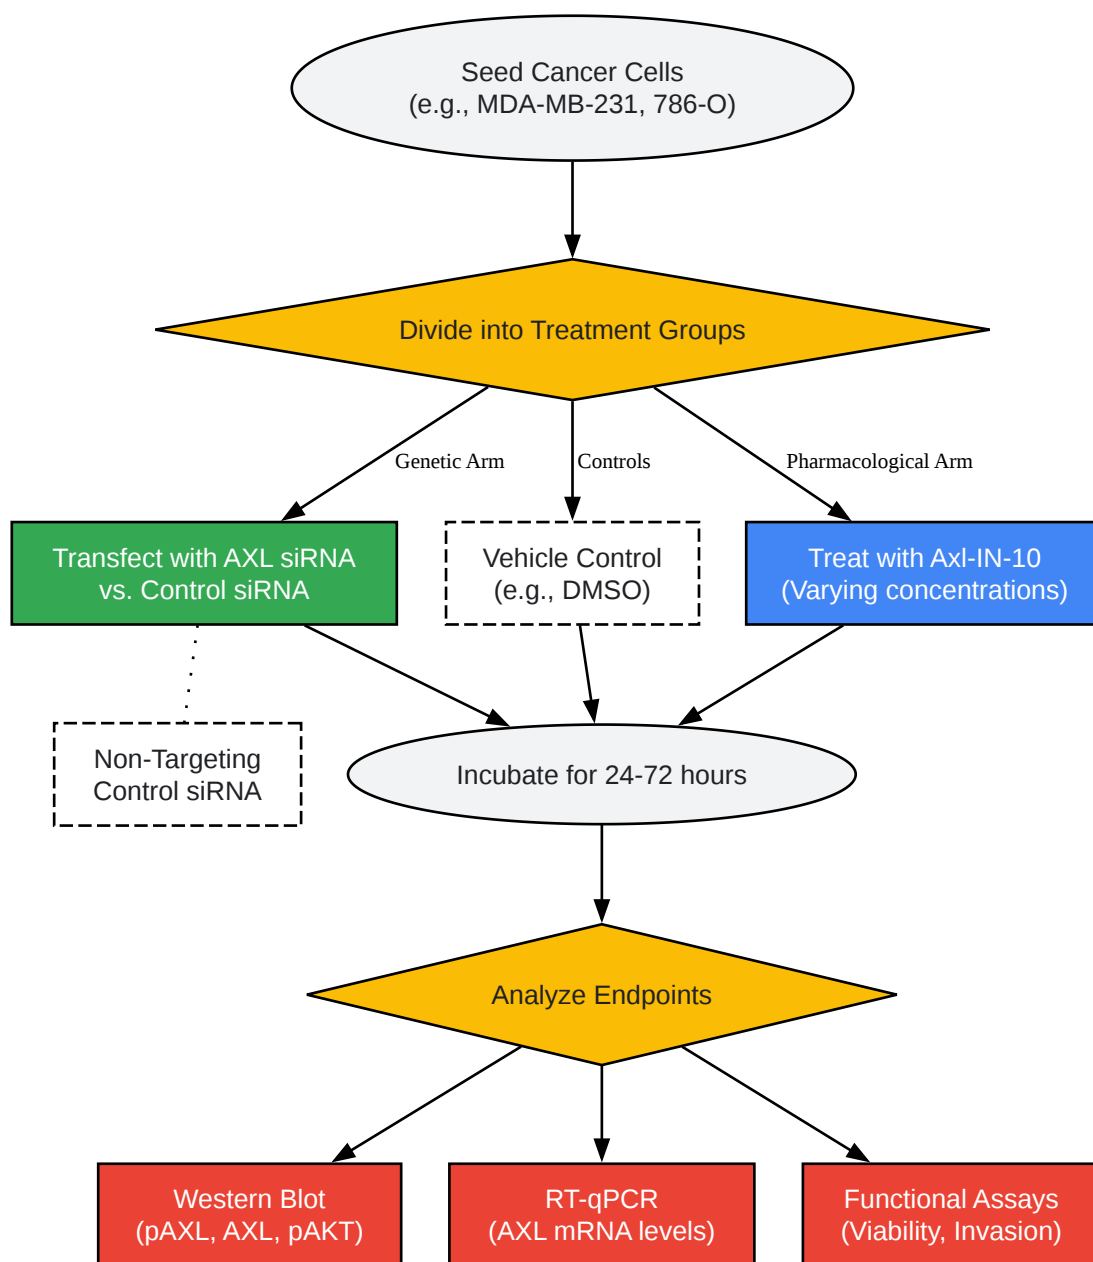 Seed Cancer Cells
(e.g., MDA-MB-231, 786-O)
Divide into Treatment Groups
Genetic Arm
Controls
Pharmacological Arm
Transfect with AXL siRNA
vs. Control siRNA
Vehicle Control
(e.g., DMSO)
Treat with Axl-IN-10
(Varying concentrations)
Non-Targeting
Control siRNA
Incubate for 24-72 hours
Analyze Endpoints
Western Blot
(pAXL, AXL, pAKT)
RT-qPCR
(AXL mRNA levels)
Functional Assays
(Viability, Invasion)